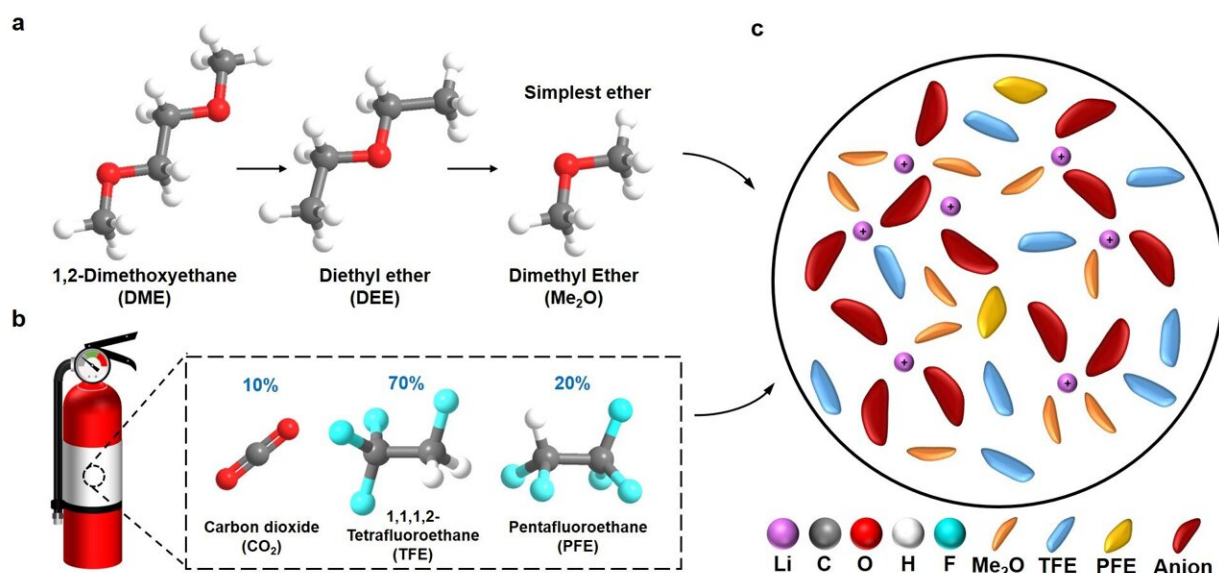 a
Simplest ether
1,2-Dimethoxyethane
(DME)
Diethyl ether
(DEE)
Dimethyl Ether
(Me₂O)
b
10%
70%
20%
Carbon dioxide
(CO₂)
1,1,1,2-
Tetrafluoroethane
(TFE)
Pentafluoroethane
(PFE)
c
+
+
+
+
+
+
+
Li
C
O
H
F
Me₂O
TFE
PFE
Anion